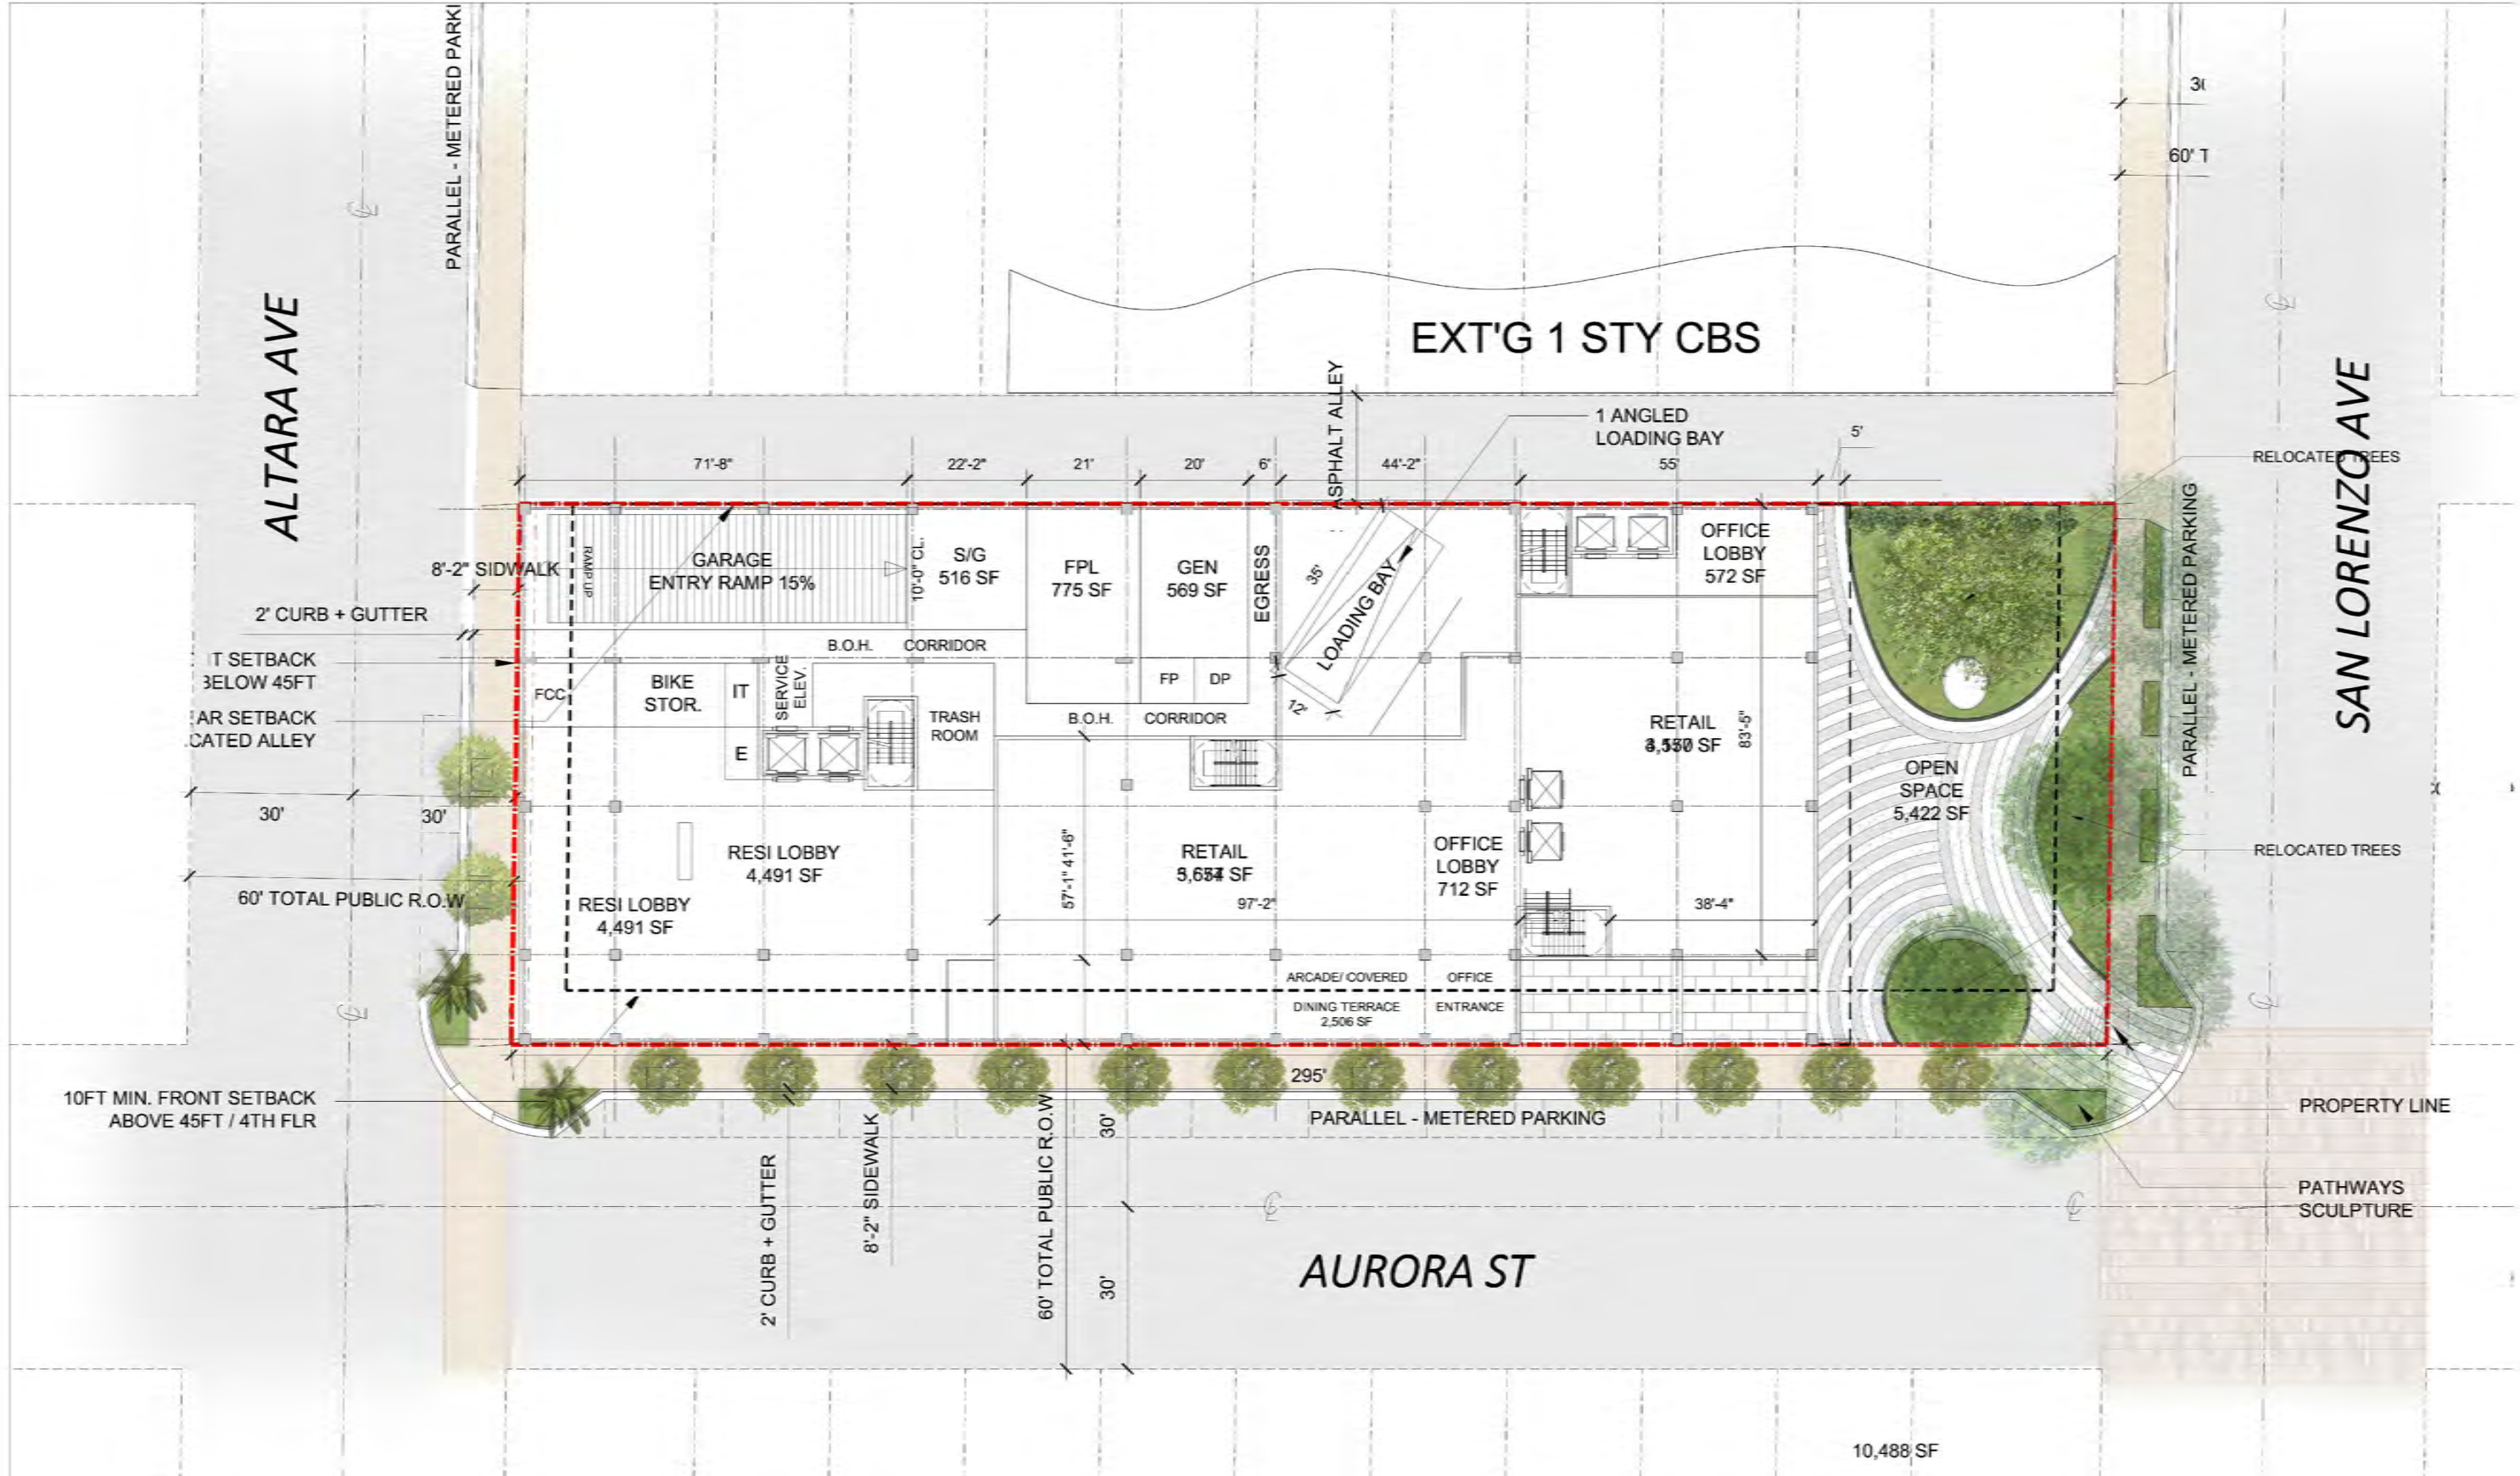 PARALLEL - METERED PARKI
60' T
EXT'G 1 STY CBS
ALTARA AVE
SAN LORENZO AVE
ASPHALT ALLEY
1 ANGLED
LOADING BAY
5'
RELOCATED TREES
71'-8"
22'-2"
21'
20'
6'
44'-2"
55'
PARALLEL - METERED PARKING
8'-2" SIDWALK
2' CURB + GUTTER
RAMP UP
GARAGE
ENTRY RAMP 15%
10'-0" CL.
S/G
516 SF
FPL
775 SF
GEN
569 SF
EGRESS
35'
LOADING BAY
12'
OFFICE
LOBBY
572 SF
SETBACK
BELOW 45FT
SETBACK
ALLEY
B.O.H. CORRIDOR
FCC
BIKE
STOR.
IT
E
SERVICE
ELEV.
TRASH
ROOM
FP
DP
B.O.H. CORRIDOR
RETAIL
SF
83'-5"
OPEN
SPACE
5,422 SF
30'
30'
60' TOTAL PUBLIC R.O.W
RESI LOBBY
4,491 SF
RESI LOBBY
4,491 SF
57'-1"
41'-6"
RETAIL
SF
97'-2"
OFFICE
LOBBY
712 SF
38'-4"
RELOCATED TREES
ARCADE/ COVERED
DINING TERRACE
2,506 SF
OFFICE
ENTRANCE
295'
10FT MIN. FRONT SETBACK
ABOVE 45FT / 4TH FLR
PARALLEL - METERED PARKING
PROPERTY LINE
PATHWAYS
SCULPTURE
2' CURB + GUTTER
8'-2" SIDEWALK
60' TOTAL PUBLIC R.O.W
30'
30'
AURORA ST
10,488 SF